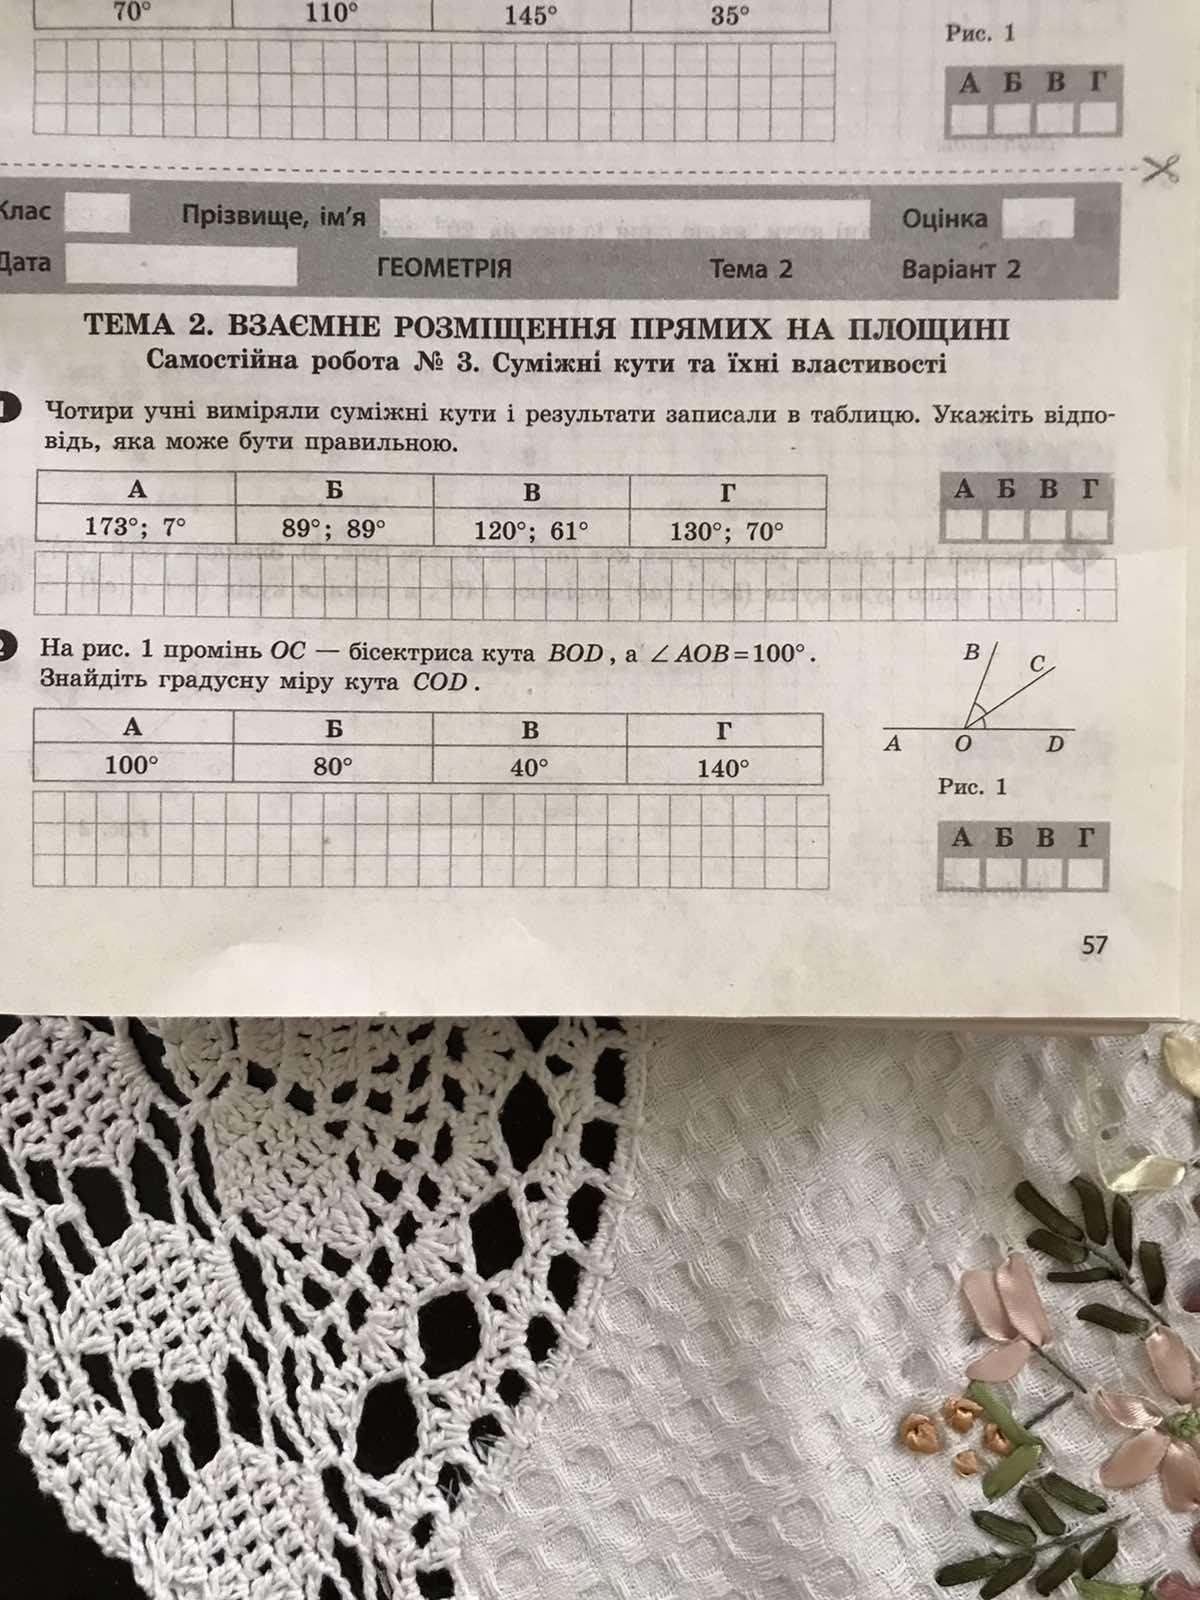 70° 110° 145° 35°
Рис. 1
А Б В Г
Клас Прізвище, ім’я Оцінка
Дата ГЕОМЕТРІЯ Тема 2 Варіант 2
ТЕМА 2. ВЗАЄМНЕ РОЗМІЩЕННЯ ПРЯМИХ НА ПЛОЩИНІ
Самостійна робота № 3. Суміжні кути та їхні властивості
1 Чотири учні виміряли суміжні кути і результати записали в таблицю. Укажіть відпо-
відь, яка може бути правильною.
А Б В Г
173°; 7° 89°; 89° 120°; 61° 130°; 70°
А Б В Г
2 На рис. 1 промінь OC — бісектриса кута BOD, а ∠AOB=100°.
Знайдіть градусну міру кута COD.
А Б В Г
100° 80° 40° 140°
B C
A O D
Рис. 1
А Б В Г
57